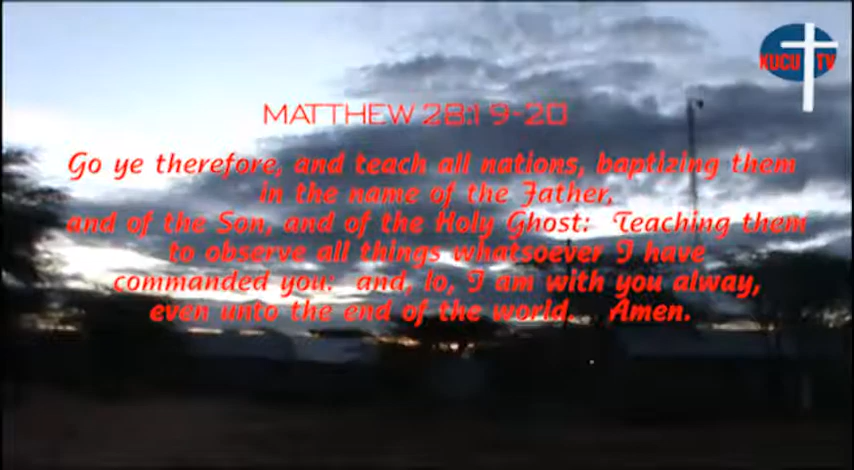 KUCU TV
MATTHEW 28:19-20
Go ye therefore, and teach all nations, baptizing them
in the name of the Father,
and of the Son, and of the Holy Ghost: Teaching them
to observe all things whatsoever I have
commanded you: and, lo, I am with you alway,
even unto the end of the world. Amen.